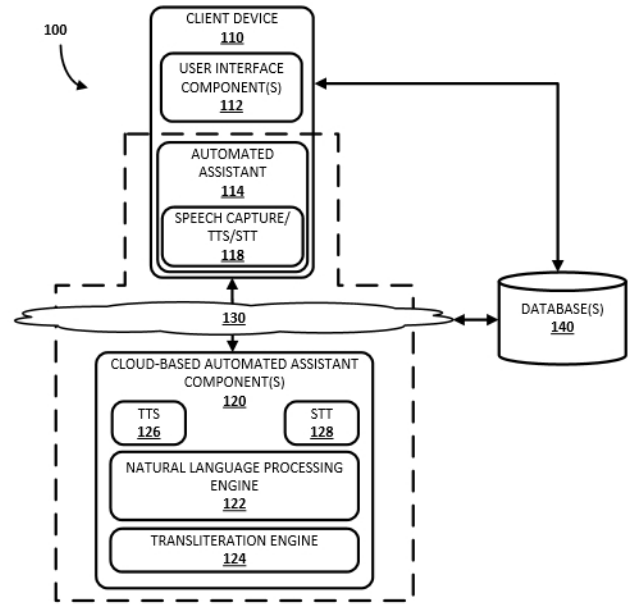 100
CLIENT DEVICE
110
USER INTERFACE
COMPONENT(S)
112
AUTOMATED
ASSISTANT
114
SPEECH CAPTURE/
TTS/STT
118
130
DATABASE(S)
140
CLOUD-BASED AUTOMATED ASSISTANT
COMPONENT(S)
120
TTS
126
STT
128
NATURAL LANGUAGE PROCESSING
ENGINE
122
TRANSLITERATION ENGINE
124